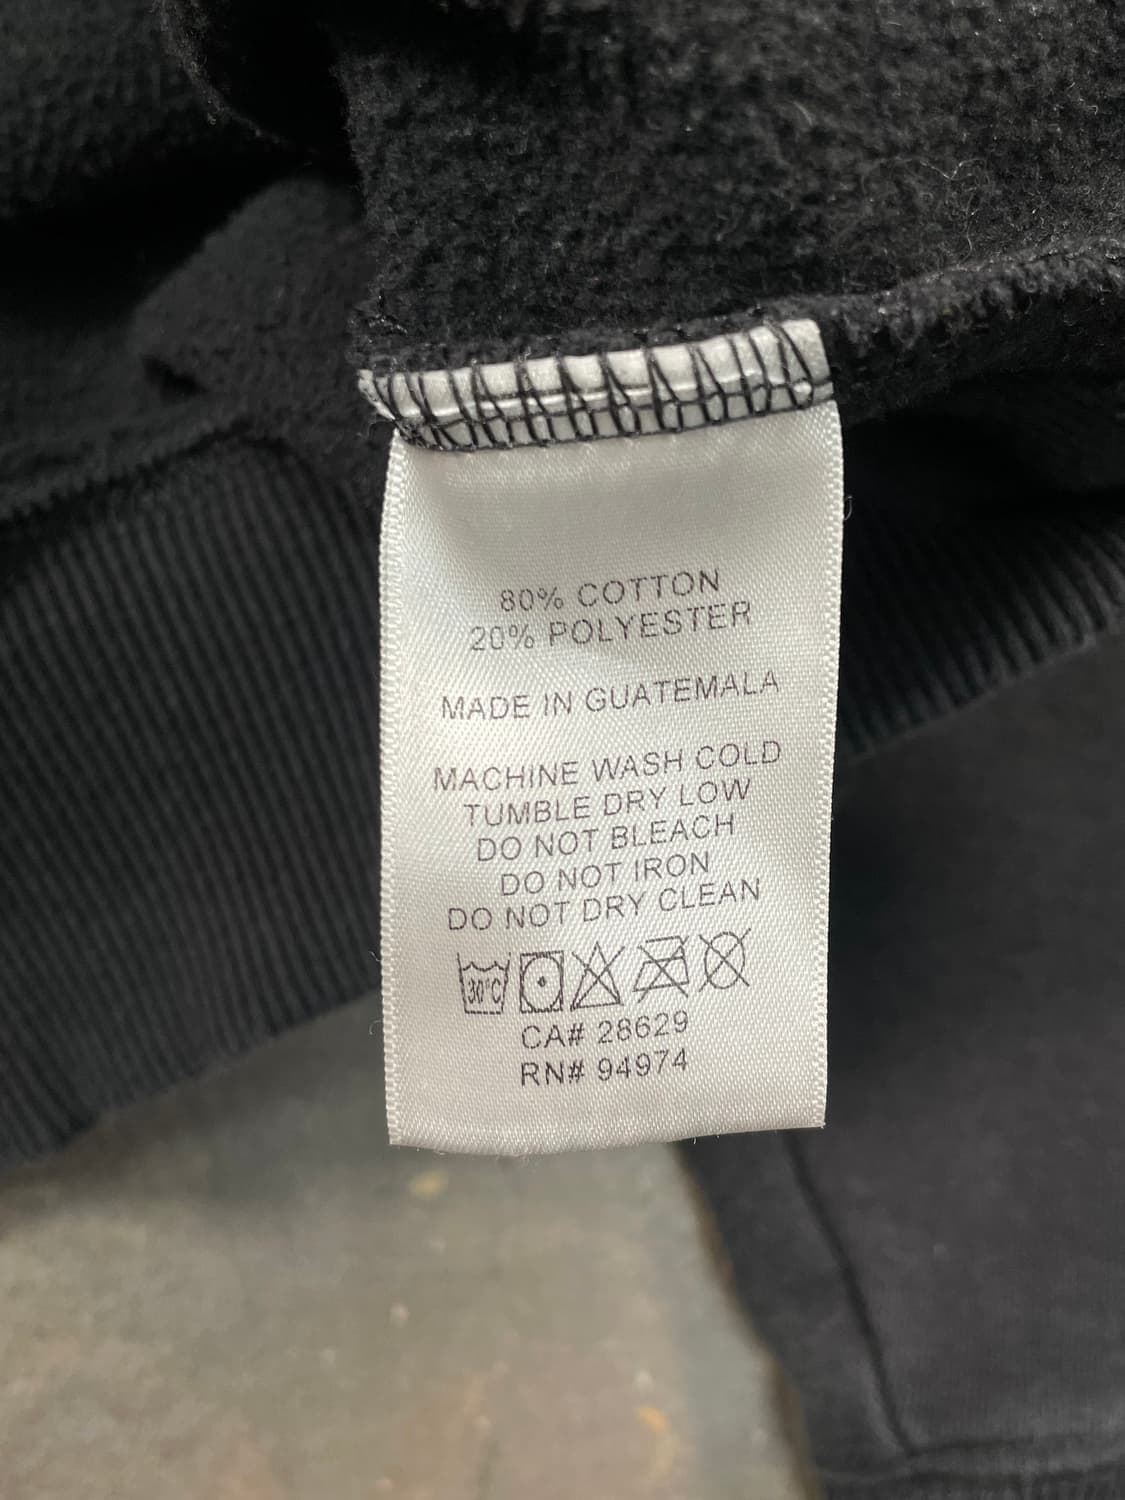 80% COTTON
20% POLYESTER
MADE IN GUATEMALA
MACHINE WASH COLD
TUMBLE DRY LOW
DO NOT BLEACH
DO NOT IRON
DO NOT DRY CLEAN
30°C
CA# 28629
RN# 94974